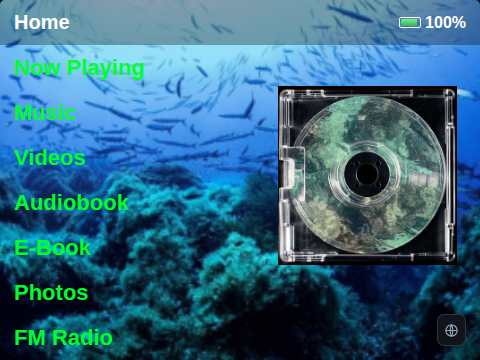 Home
100%
Now Playing
Music
Videos
Audiobook
E-Book
Photos
FM Radio